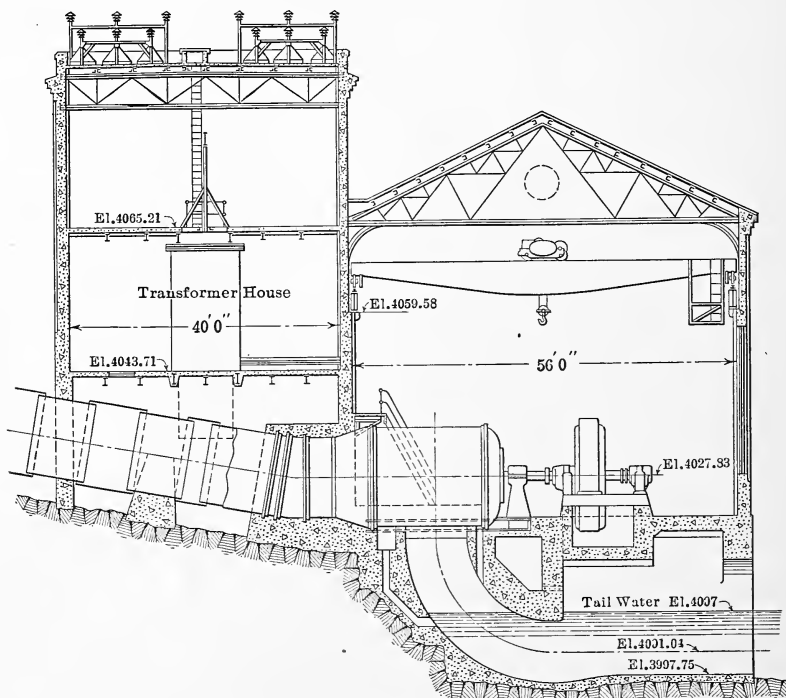 El.4065.21
Transformer House
40'0"
El.4059.58
El.4043.71
56'0"
El.4027.83
Tail Water El.4007
El.4001.04
El.3997.75